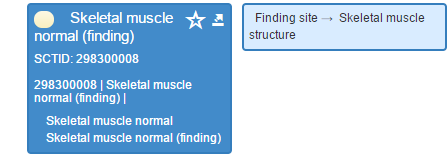 Skeletal muscle
normal (finding)
SCTID: 298300008
298300008 | Skeletal muscle
normal (finding) |
Skeletal muscle normal
Skeletal muscle normal (finding)
Finding site → Skeletal muscle
structure